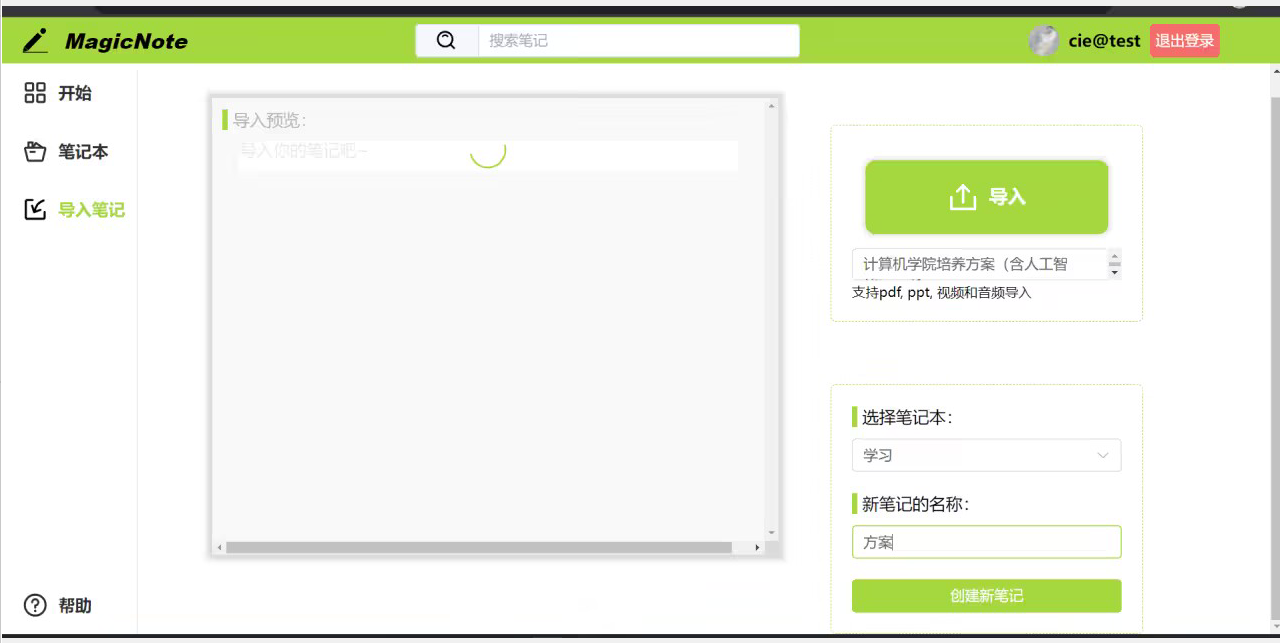 MagicNote
搜索笔记
cie@test
退出登录
开始
笔记本
导入笔记
帮助
导入预览：
导入你的笔记吧~
导入
计算机学院培养方案（含人工智
支持pdf, ppt, 视频和音频导入
选择笔记本：
学习
新笔记的名称：
方案
创建新笔记